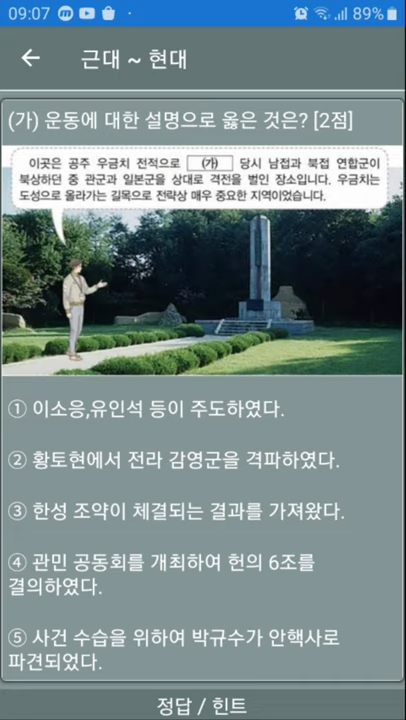 09:07 89%
근대 ~ 현대
(가) 운동에 대한 설명으로 옳은 것은? [2점]
이곳은 공주 우금치 전적으로 (가) 당시 남접과 북접 연합군이
북상하던 중 관군과 일본군을 상대로 격전을 벌인 장소입니다. 우금치는
도성으로 올라가는 길목으로 전략상 매우 중요한 지역이었습니다.
① 이소응,유인석 등이 주도하였다.
② 황토현에서 전라 감영군을 격파하였다.
③ 한성 조약이 체결되는 결과를 가져왔다.
④ 관민 공동회를 개최하여 헌의 6조를
결의하였다.
⑤ 사건 수습을 위하여 박규수가 안핵사로
파견되었다.
정답 / 힌트